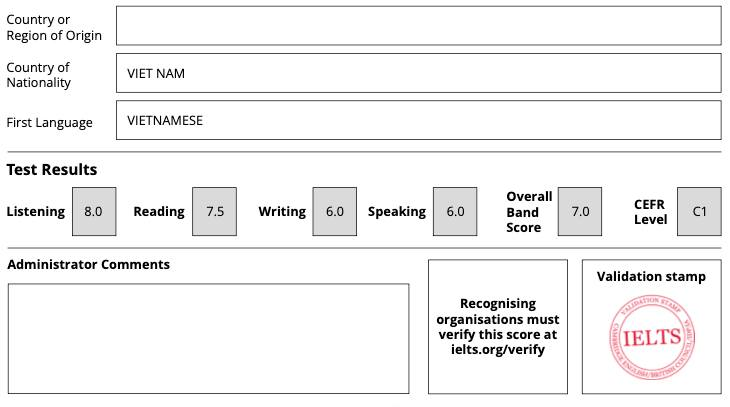 Country or
Region of Origin
Country of
Nationality
VIET NAM
First Language
VIETNAMESE
Test Results
Listening 8.0 Reading 7.5 Writing 6.0 Speaking 6.0 Overall Band Score 7.0 CEFR Level C1
Administrator Comments
Recognising
organisations must
verify this score at
ielts.org/verify
Validation stamp
VALIDATION STAMP
IELTS
CAMBRIDGE ENGLISH/BRITISH COUNCIL/IDP:IA